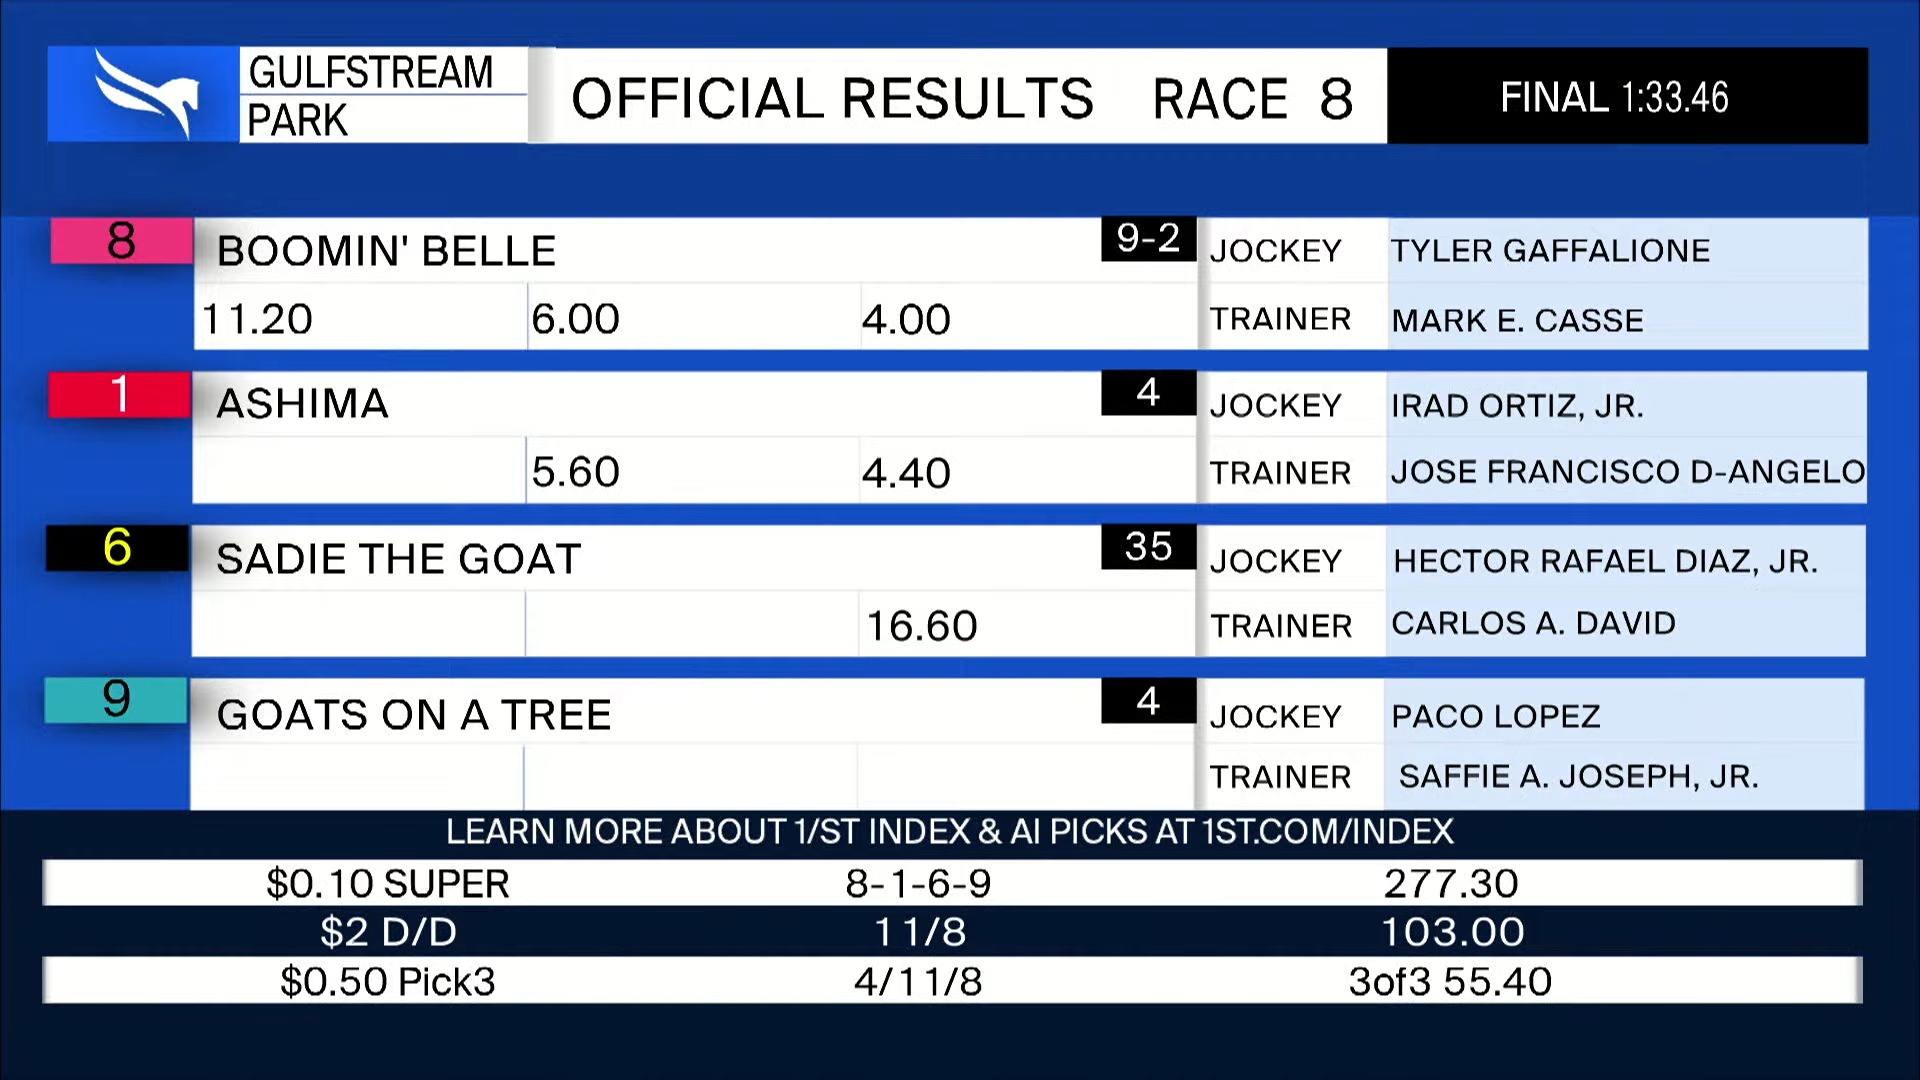 GULFSTREAM
PARK
OFFICIAL RESULTS RACE 8
FINAL 1:33.46
8 BOOMIN' BELLE 9-2 JOCKEY TYLER GAFFALIONE
11.20 6.00 4.00 TRAINER MARK E. CASSE
1 ASHIMA 4 JOCKEY IRAD ORTIZ, JR.
5.60 4.40 TRAINER JOSE FRANCISCO D-ANGELO
6 SADIE THE GOAT 35 JOCKEY HECTOR RAFAEL DIAZ, JR.
16.60 TRAINER CARLOS A. DAVID
9 GOATS ON A TREE 4 JOCKEY PACO LOPEZ
TRAINER SAFFIE A. JOSEPH, JR.
LEARN MORE ABOUT 1/ST INDEX & AI PICKS AT 1ST.COM/INDEX
$0.10 SUPER 8-1-6-9 277.30
$2 D/D 11/8 103.00
$0.50 Pick3 4/11/8 3of3 55.40